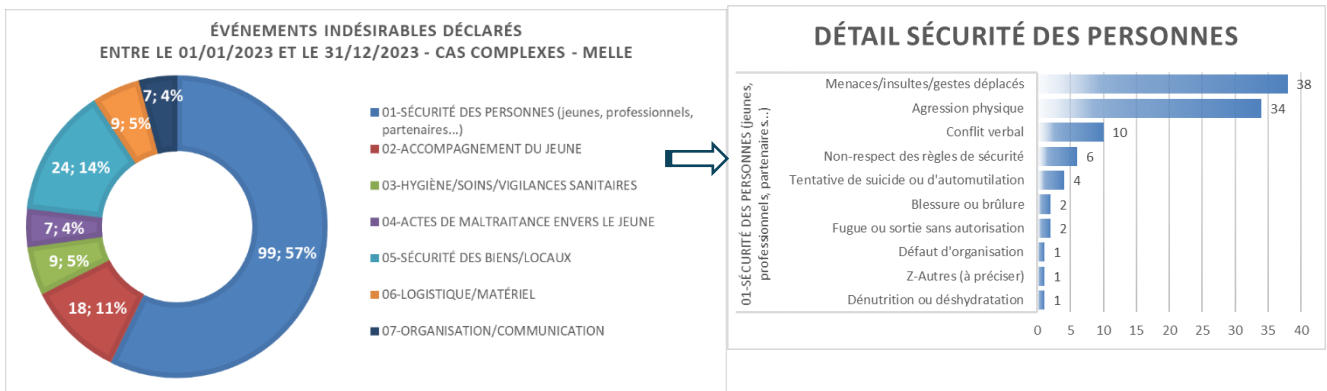 ÉVÉNEMENTS INDÉSIRABLES DÉCLARÉS
ENTRE LE 01/01/2023 ET LE 31/12/2023 - CAS COMPLEXES - MELLE
99; 57%
18; 11%
9; 5%
7; 4%
24; 14%
9; 5%
7; 4%
01-SÉCURITÉ DES PERSONNES (jeunes, professionnels,
partenaires...)
02-ACCOMPAGNEMENT DU JEUNE
03-HYGIÈNE/SOINS/VIGILANCES SANITAIRES
04-ACTES DE MALTRAITANCE ENVERS LE JEUNE
05-SÉCURITÉ DES BIENS/LOCAUX
06-LOGISTIQUE/MATÉRIEL
07-ORGANISATION/COMMUNICATION
DÉTAIL SÉCURITÉ DES PERSONNES
01-SÉCURITÉ DES PERSONNES (jeunes,
professionnels, partenaires...)
Menaces/insultes/gestes déplacés 38
Agression physique 34
Conflit verbal 10
Non-respect des règles de sécurité 6
Tentative de suicide ou d'automutilation 4
Blessure ou brûlure 2
Fugue ou sortie sans autorisation 2
Défaut d'organisation 1
Z-Autres (à préciser) 1
Dénutrition ou déshydratation 1
0 5 10 15 20 25 30 35 40